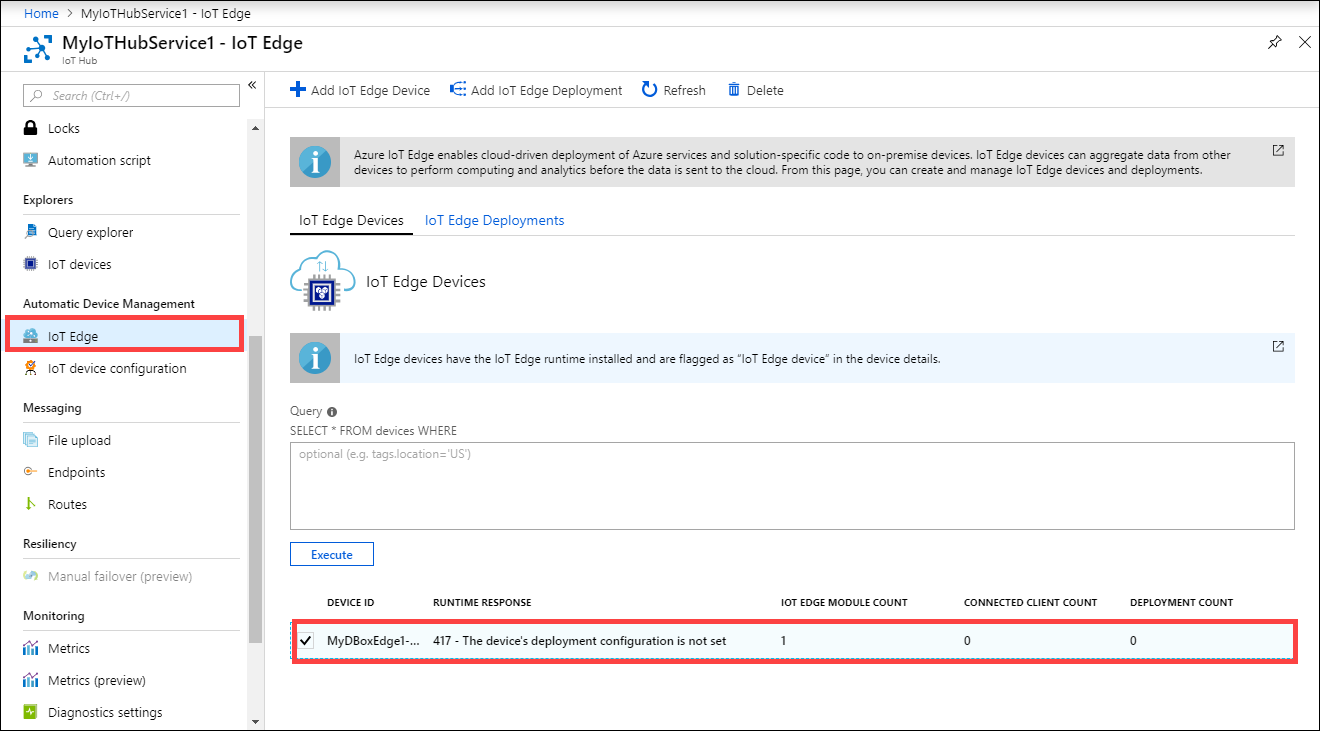 Home > MyIoTHubService1 - IoT Edge
MyIoTHubService1 - IoT Edge
IoT Hub
Search (Ctrl+/)
«
Locks
Automation script
Explorers
Query explorer
IoT devices
Automatic Device Management
IoT Edge
IoT device configuration
Messaging
File upload
Endpoints
Routes
Resiliency
Manual failover (preview)
Monitoring
Metrics
Metrics (preview)
Diagnostics settings
Add IoT Edge Device Add IoT Edge Deployment Refresh Delete
Azure IoT Edge enables cloud-driven deployment of Azure services and solution-specific code to on-premise devices. IoT Edge devices can aggregate data from other
devices to perform computing and analytics before the data is sent to the cloud. From this page, you can create and manage IoT Edge devices and deployments.
IoT Edge Devices IoT Edge Deployments
IoT Edge Devices
IoT Edge devices have the IoT Edge runtime installed and are flagged as “IoT Edge device” in the device details.
Query
SELECT * FROM devices WHERE
optional (e.g. tags.location='US')
Execute
DEVICE ID RUNTIME RESPONSE IOT EDGE MODULE COUNT CONNECTED CLIENT COUNT DEPLOYMENT COUNT
MyDBoxEdge1-... 417 - The device's deployment configuration is not set 1 0 0